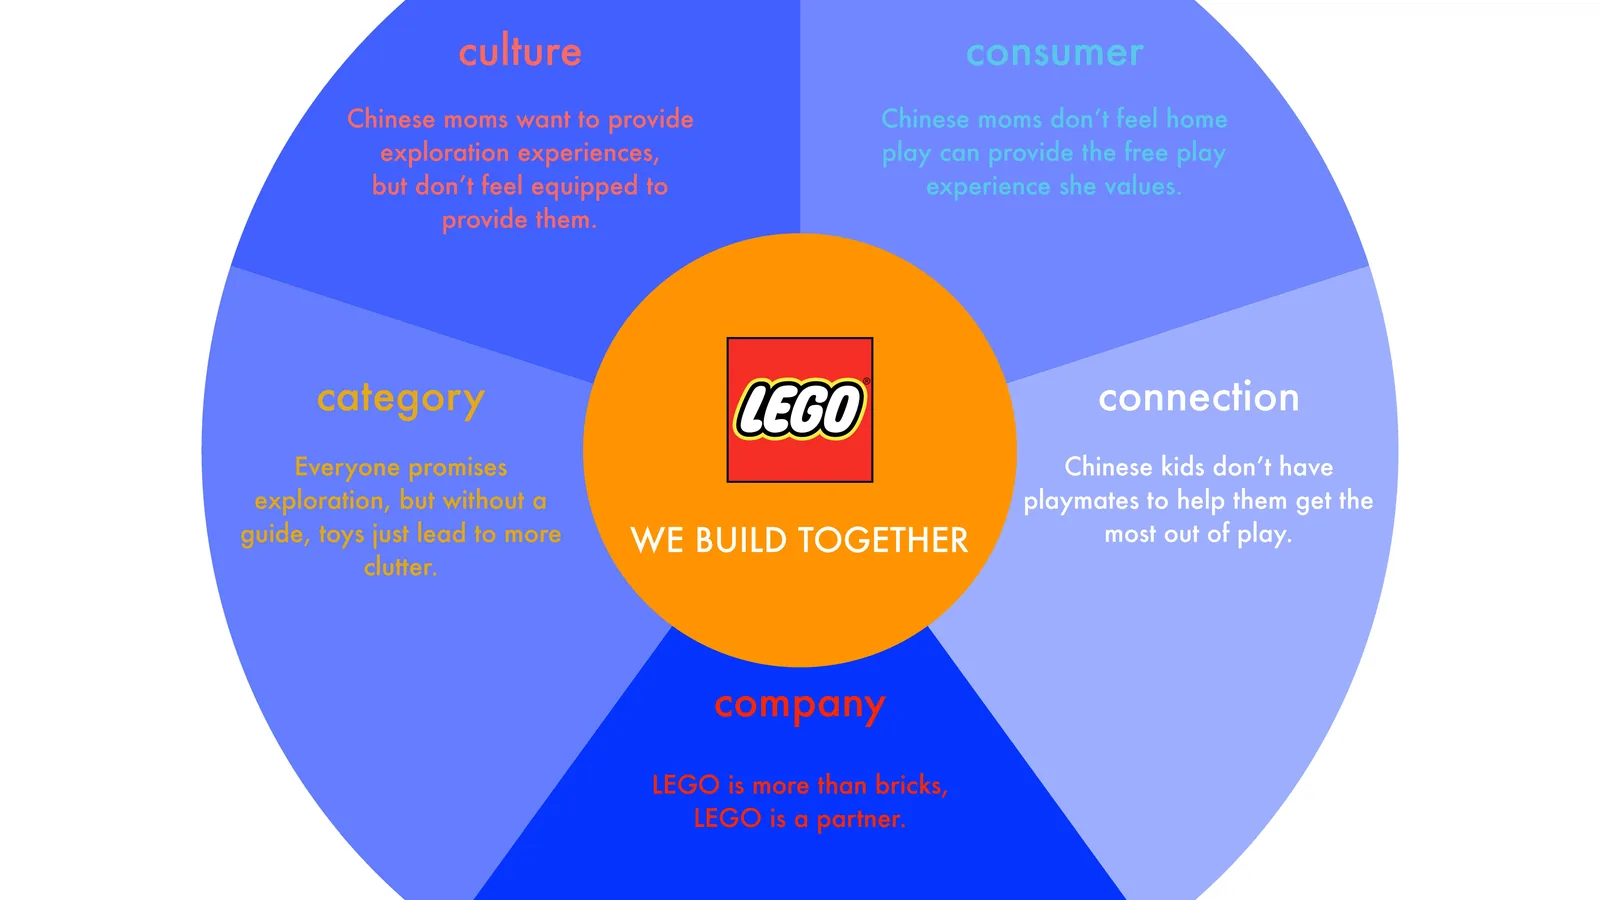 culture
Chinese moms want to provide
exploration experiences,
but don’t feel equipped to
provide them.
consumer
Chinese moms don’t feel home
play can provide the free play
experience she values.
category
Everyone promises
exploration, but without a
guide, toys just lead to more
clutter.
LEGO®
WE BUILD TOGETHER
connection
Chinese kids don’t have
playmates to help them get the
most out of play.
company
LEGO is more than bricks,
LEGO is a partner.